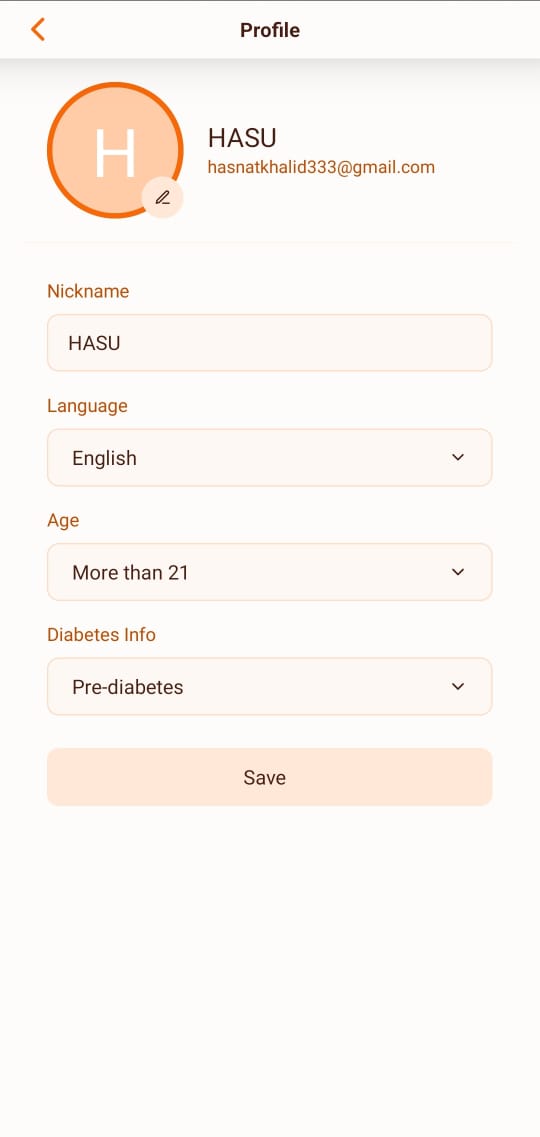 Profile
H
HASU
hasnatkhalid333@gmail.com
Nickname
HASU
Language
English
Age
More than 21
Diabetes Info
Pre-diabetes
Save